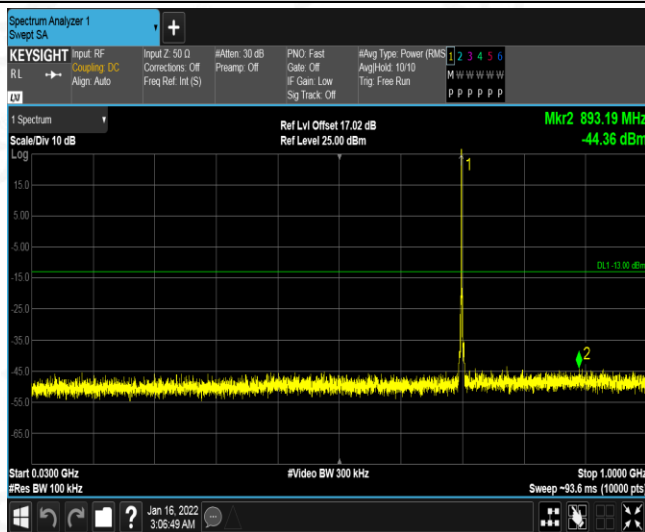 Spectrum Analyzer 1
Swept SA
+
KEYSIGHT
RL
LXI
Input: RF
Coupling: DC
Align: Auto
Input Z: 50 Ω
Corrections: Off
Freq Ref: Int (S)
#Atten: 30 dB
Preamp: Off
PNO: Fast
Gate: Off
IF Gain: Low
Sig Track: Off
#Avg Type: Power (RMS
Avg|Hold: 10/10
Trig: Free Run
1 2 3 4 5 6
M W W W W W
P P P P P P
1 Spectrum
Scale/Div 10 dB
Log
Ref Lvl Offset 17.02 dB
Ref Level 25.00 dBm
Mkr2 893.19 MHz
-44.36 dBm
1
15.0
5.00
-5.00
DL1 -13.00 dBm
-15.0
-25.0
-35.0
2
-45.0
-55.0
-65.0
Start 0.0300 GHz
#Res BW 100 kHz
#Video BW 300 kHz
Stop 1.0000 GHz
Sweep ~93.6 ms (10000 pts)
?
Jan 16, 2022
3:06:49 AM